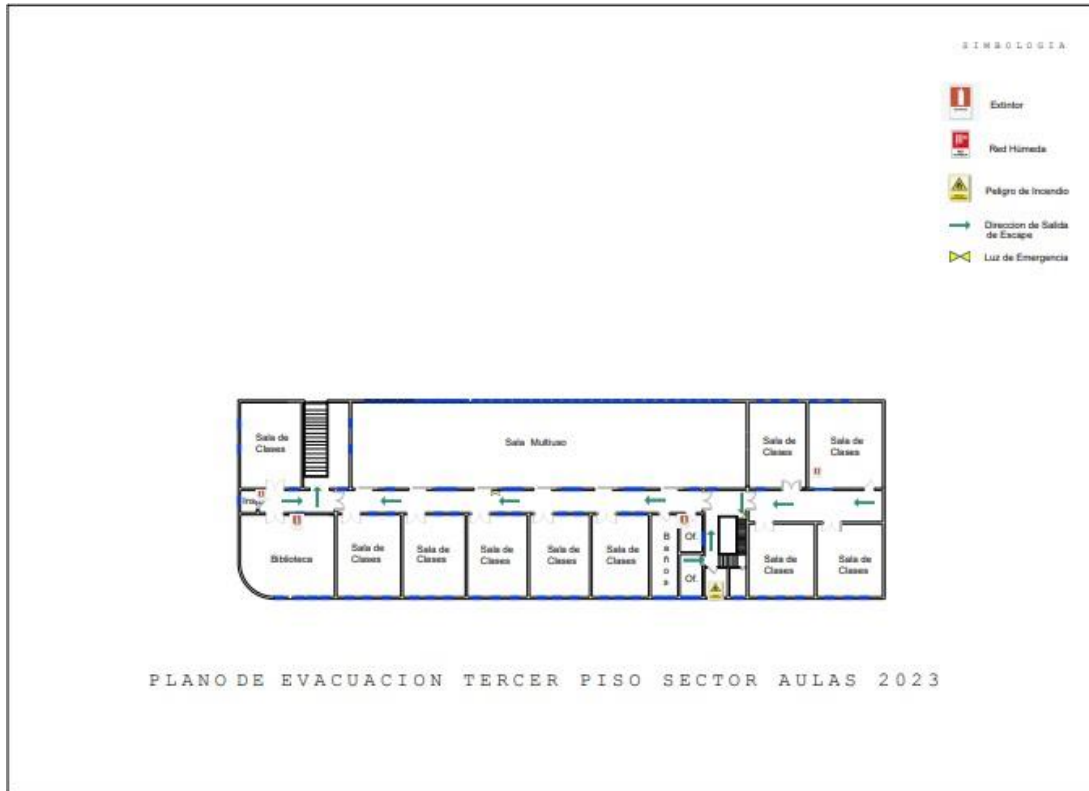 SIMBOLOGIA
Extintor
Red Húmeda
Peligro de Incendio
Direccion de Salida
de Escape
Luz de Emergencia
Sala de
Clases
Sala Multiuso
Sala de
Clases
Sala de
Clases
Biblioteca
Sala de
Clases
Sala de
Clases
Sala de
Clases
Sala de
Clases
Sala de
Clases
Baños
Of.
Of.
Sala de
Clases
Sala de
Clases
PLANO DE EVACUACION TERCER PISO SECTOR AULAS 2023